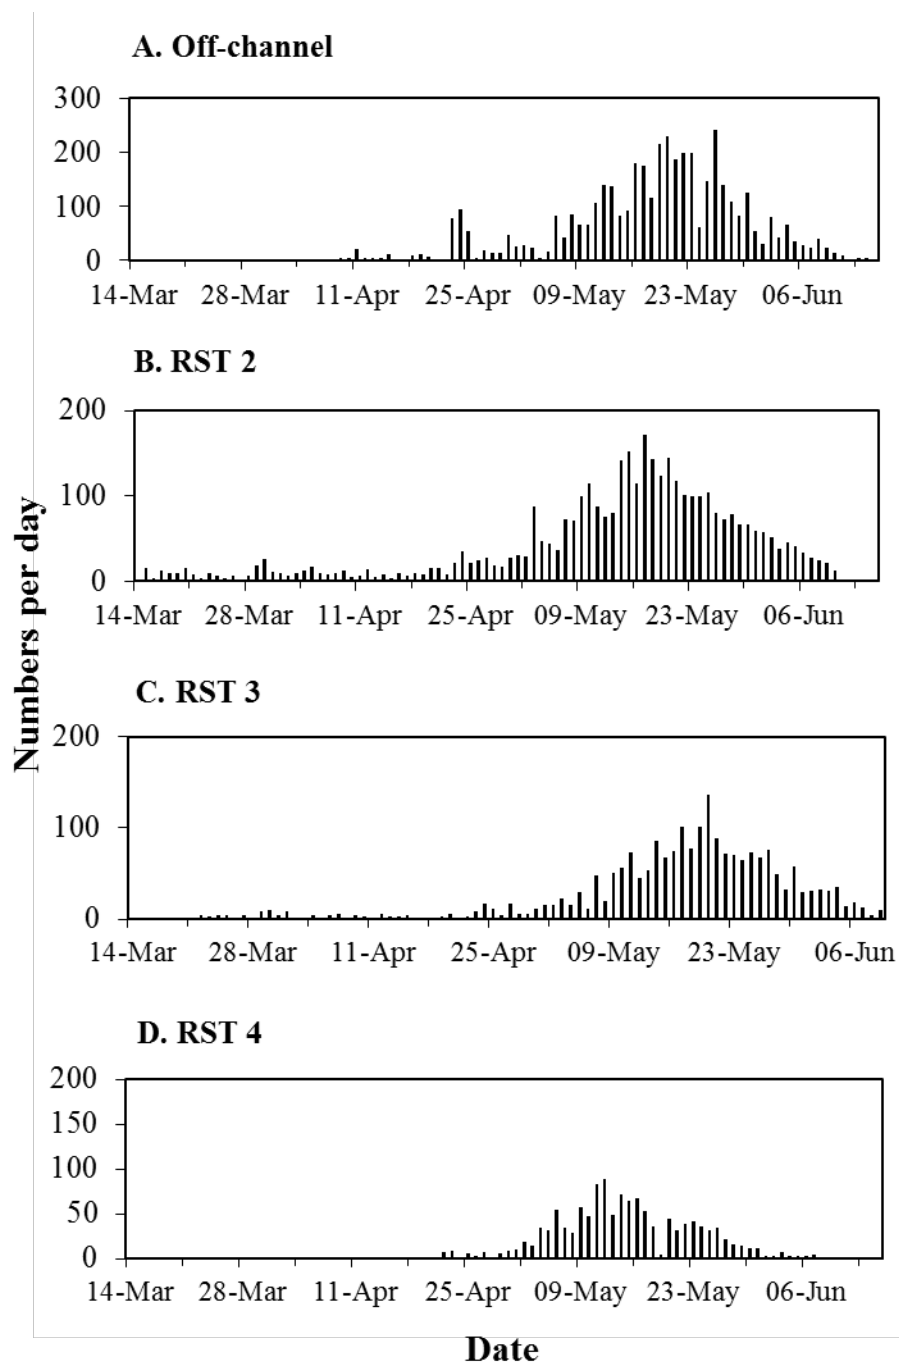 A. Off-channel
300
200
100
0
14-Mar 28-Mar 11-Apr 25-Apr 09-May 23-May 06-Jun
B. RST 2
200
100
0
14-Mar 28-Mar 11-Apr 25-Apr 09-May 23-May 06-Jun
Numbers per day
C. RST 3
200
100
0
14-Mar 28-Mar 11-Apr 25-Apr 09-May 23-May 06-Jun
D. RST 4
200
150
100
50
0
14-Mar 28-Mar 11-Apr 25-Apr 09-May 23-May 06-Jun
Date